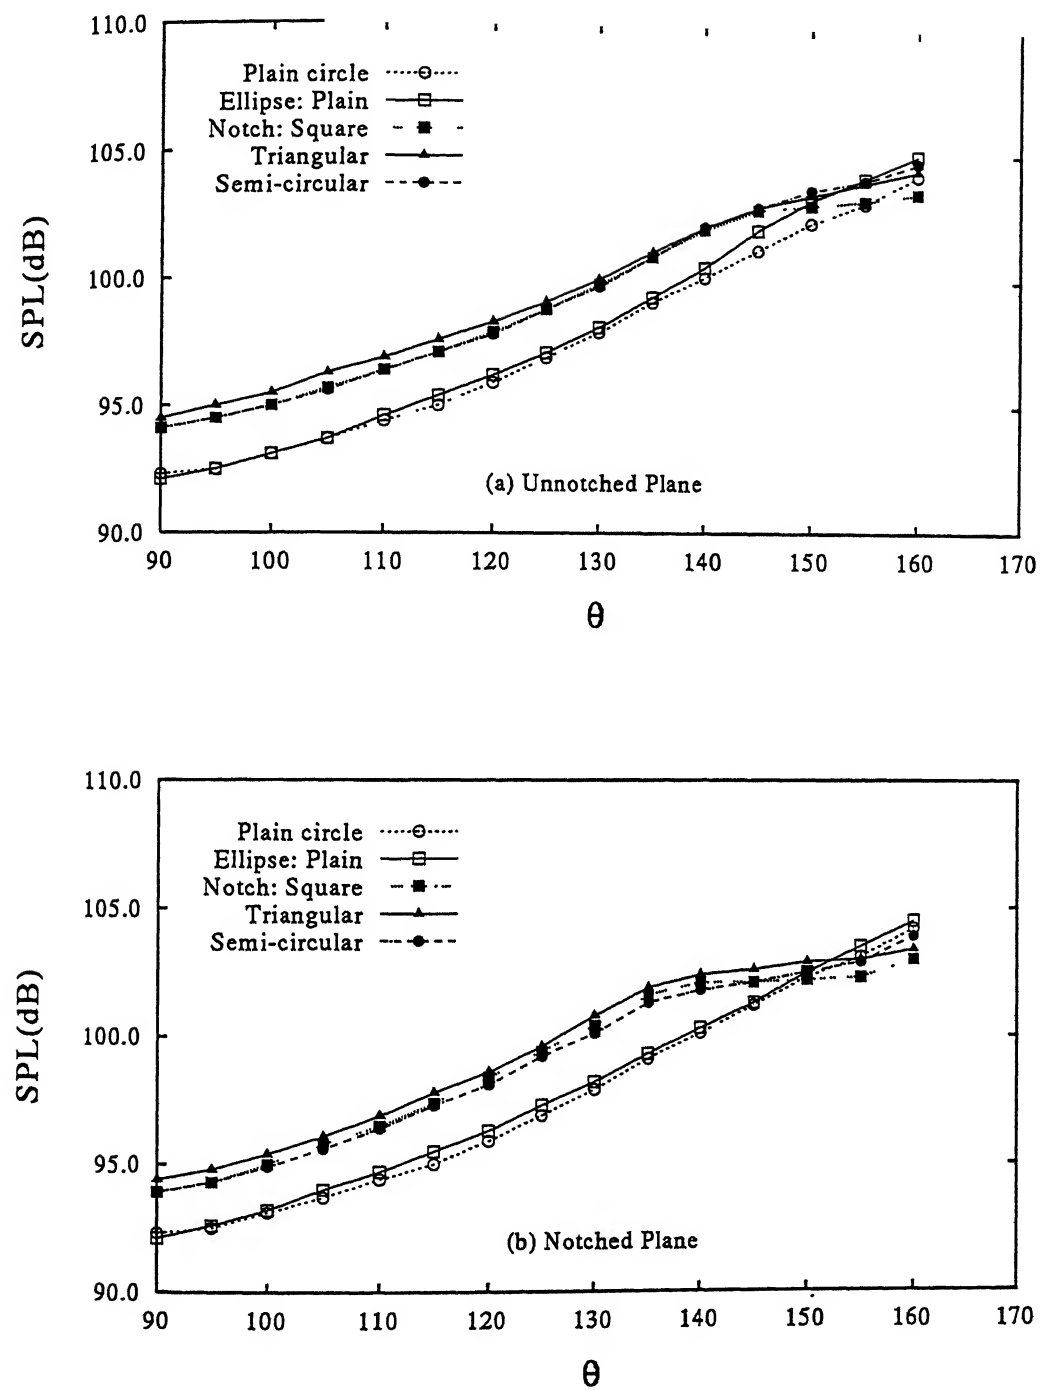 110.0
105.0
100.0
95.0
90.0
SPL(dB)
Plain circle
Ellipse: Plain
Notch: Square
Triangular
Semi-circular
(a) Unnotched Plane
90 100 110 120 130 140 150 160 170
θ
110.0
105.0
100.0
95.0
90.0
SPL(dB)
Plain circle
Ellipse: Plain
Notch: Square
Triangular
Semi-circular
(b) Notched Plane
90 100 110 120 130 140 150 160 170
θ